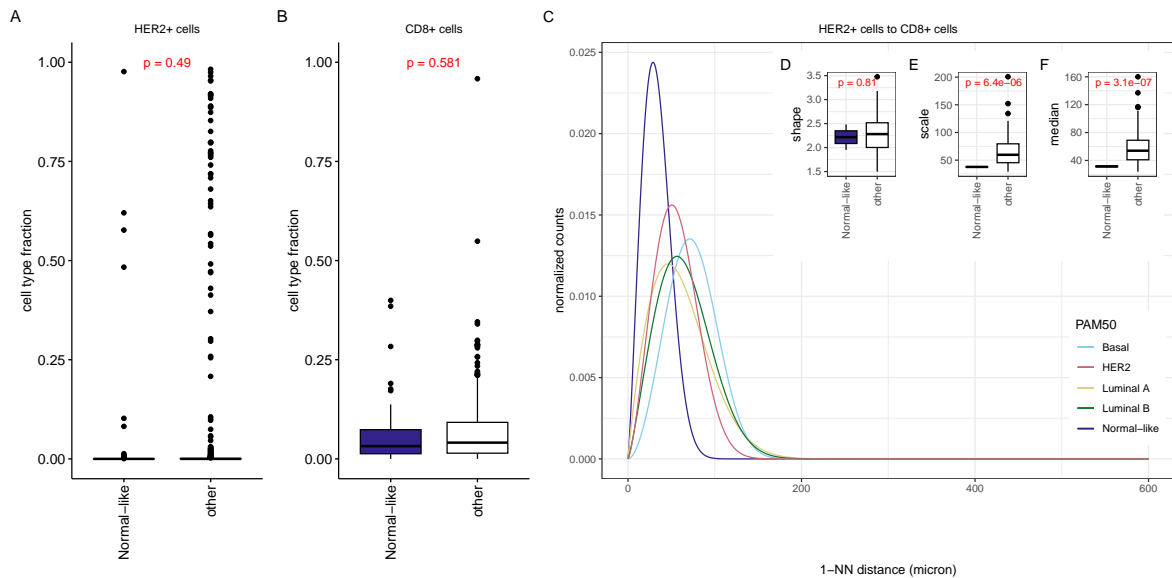 A
HER2+ cells
p = 0.49
cell type fraction
1.00
0.75
0.50
0.25
0.00
Normal−like
other
B
CD8+ cells
p = 0.581
cell type fraction
1.00
0.75
0.50
0.25
0.00
Normal−like
other
C
HER2+ cells to CD8+ cells
normalized counts
0.025
0.020
0.015
0.010
0.005
0.000
0
200
400
600
1−NN distance (micron)
D
p = 0.81
shape
3.5
3.0
2.5
2.0
1.5
Normal−like
other
E
p = 6.4e−06
scale
200
150
100
50
Normal−like
other
F
p = 3.1e−07
median
160
120
80
40
Normal−like
other
PAM50
Basal
HER2
Luminal A
Luminal B
Normal−like